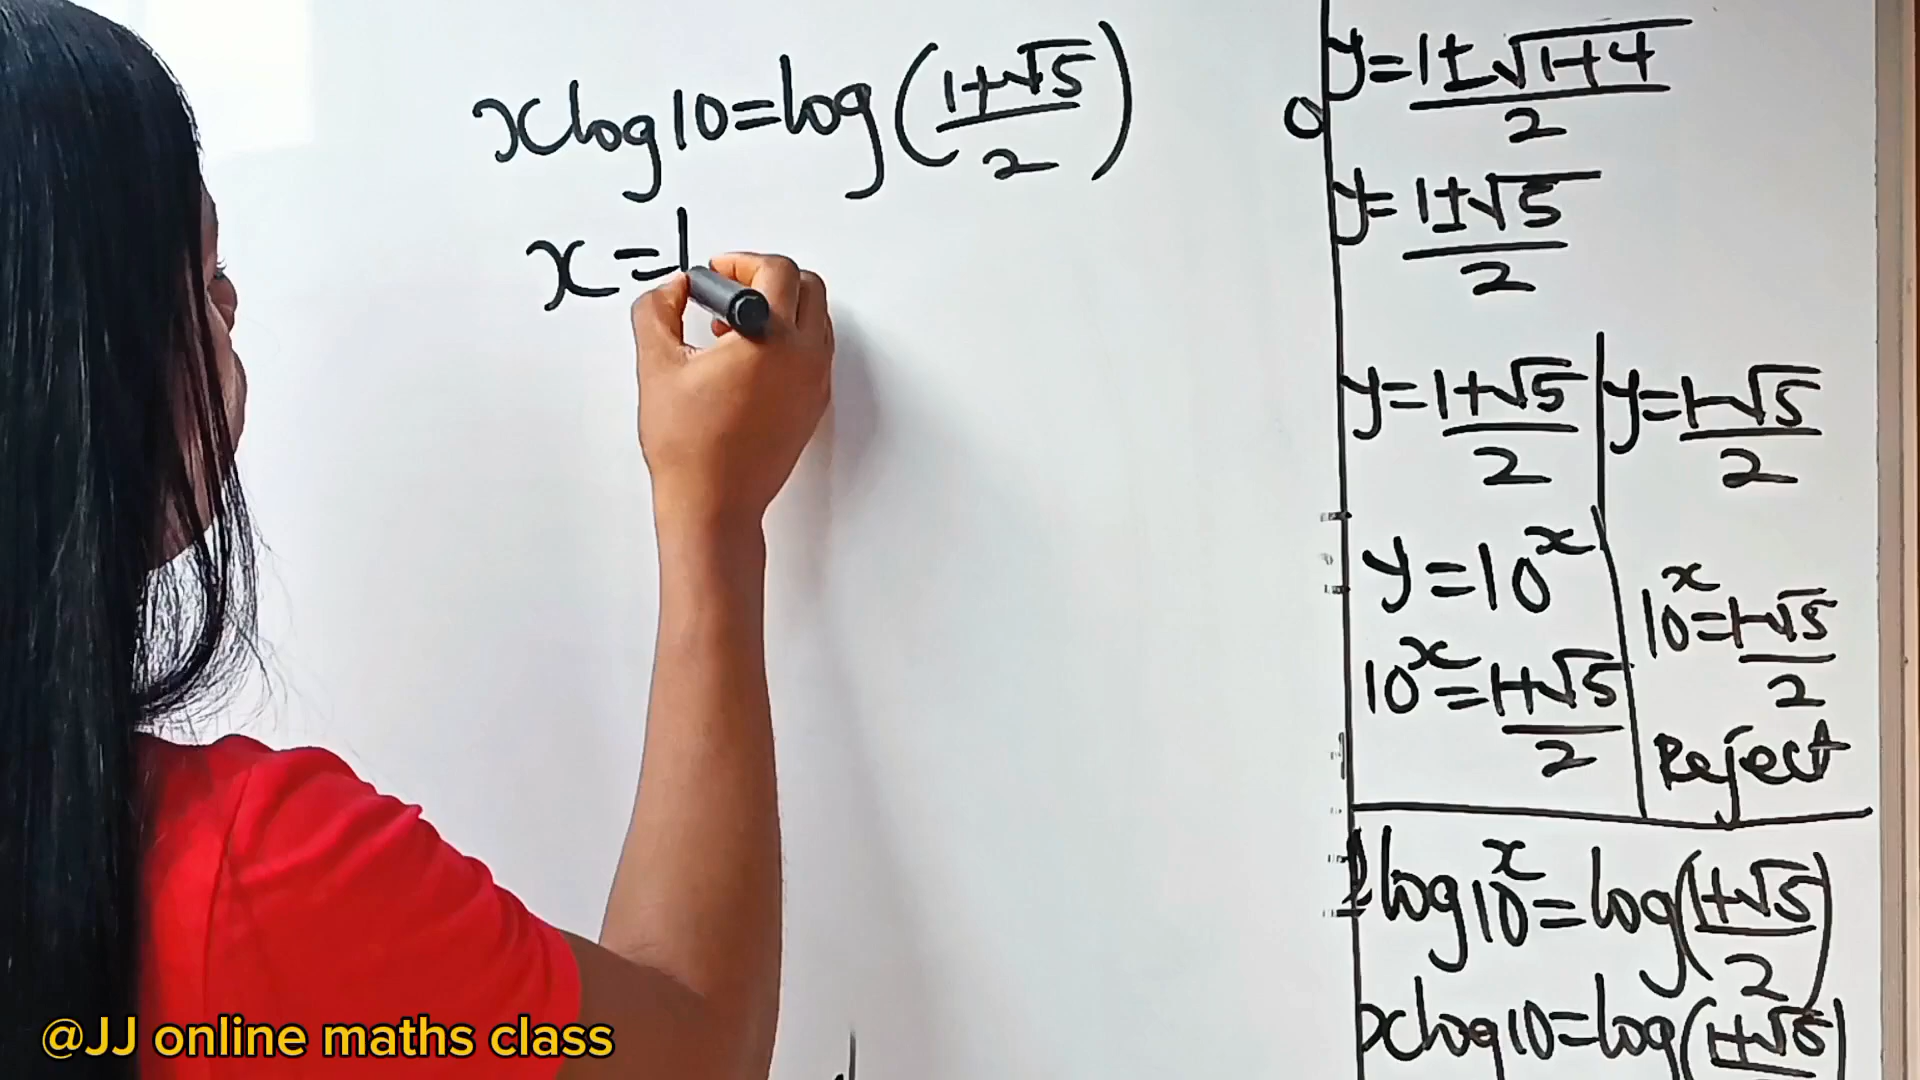 xlog10=log(1+√5/2)
x=l
y=1±√1+4/2
0
y=1±√5/2
y=1+√5/2
y=1-√5/2
y=10^x
10^x=1+√5/2
10^x=1-√5/2
Reject
log10^x=log(1+√5/2)
xlog10=log(1+√5
@JJ online maths class